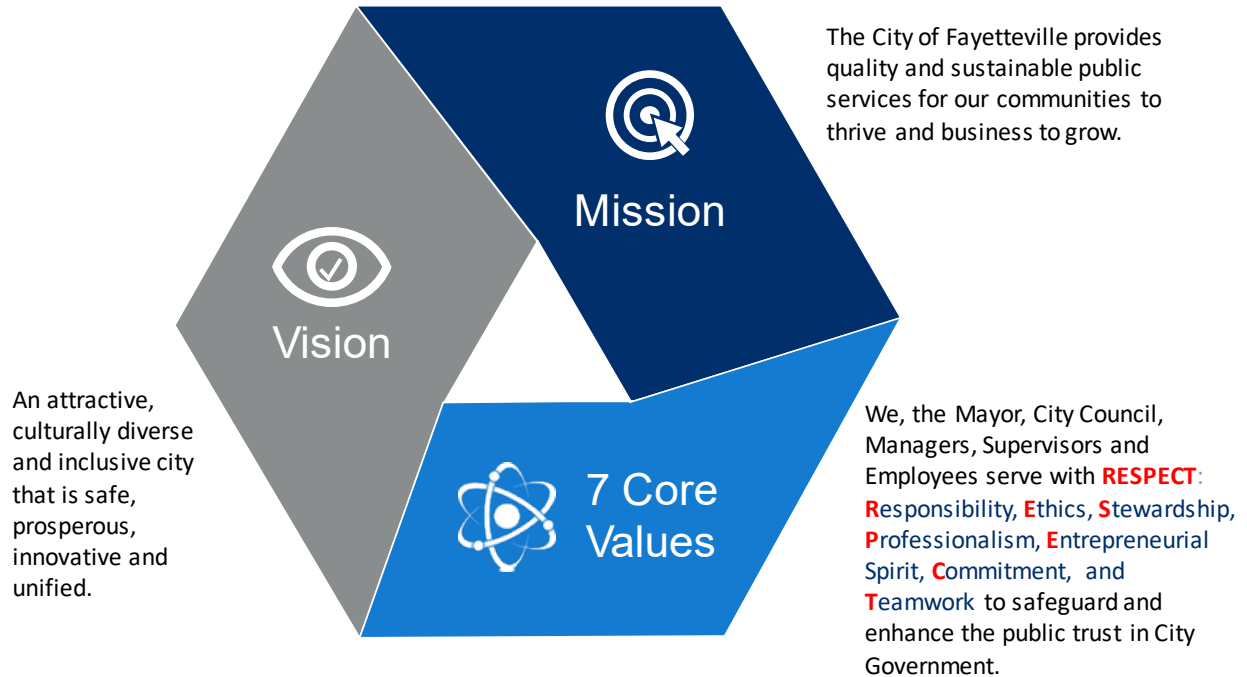 The City of Fayetteville provides
quality and sustainable public
services for our communities to
thrive and business to grow.
Mission
Vision
An attractive,
culturally diverse
and inclusive city
that is safe,
prosperous,
innovative and
unified.
7 Core
Values
We, the Mayor, City Council,
Managers, Supervisors and
Employees serve with RESPECT:
Responsibility, Ethics, Stewardship,
Professionalism, Entrepreneurial
Spirit, Commitment, and
Teamwork to safeguard and
enhance the public trust in City
Government.